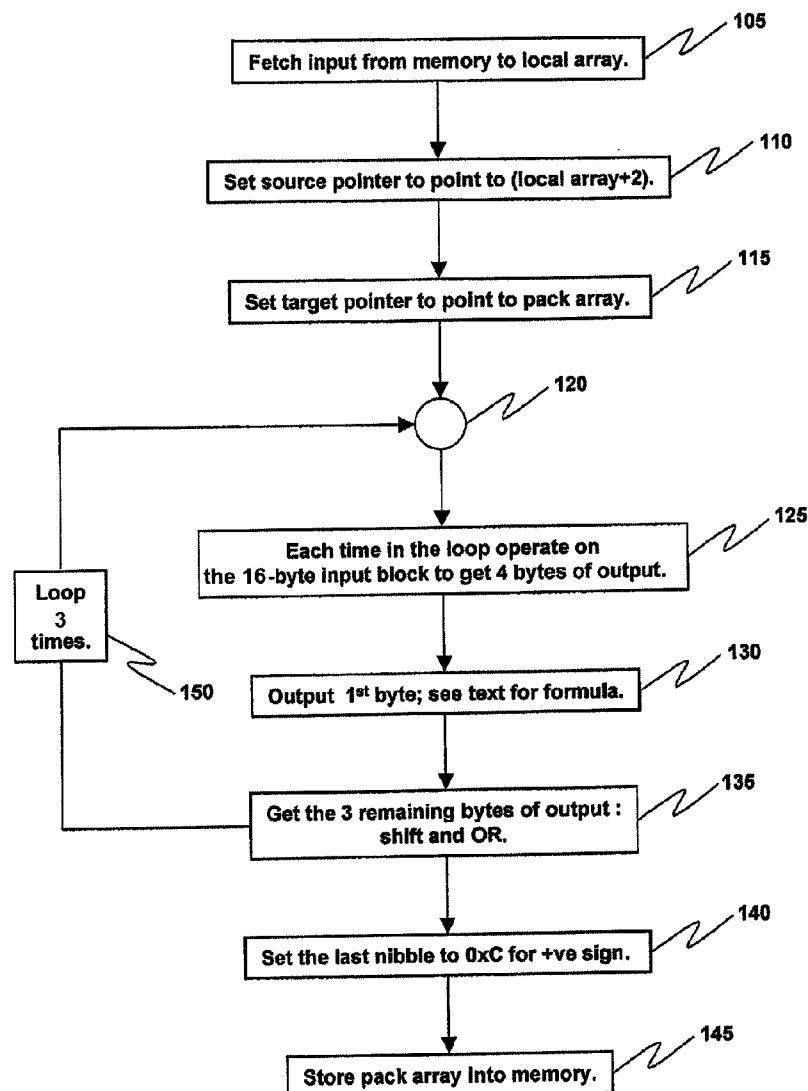 105
Fetch input from memory to local array.
110
Set source pointer to point to (local array+2).
115
Set target pointer to point to pack array.
120
125
Each time in the loop operate on
the 16-byte input block to get 4 bytes of output.
Loop
3
times.
150
130
Output 1st byte; see text for formula.
135
Get the 3 remaining bytes of output :
shift and OR.
140
Set the last nibble to 0xC for +ve sign.
145
Store pack array into memory.